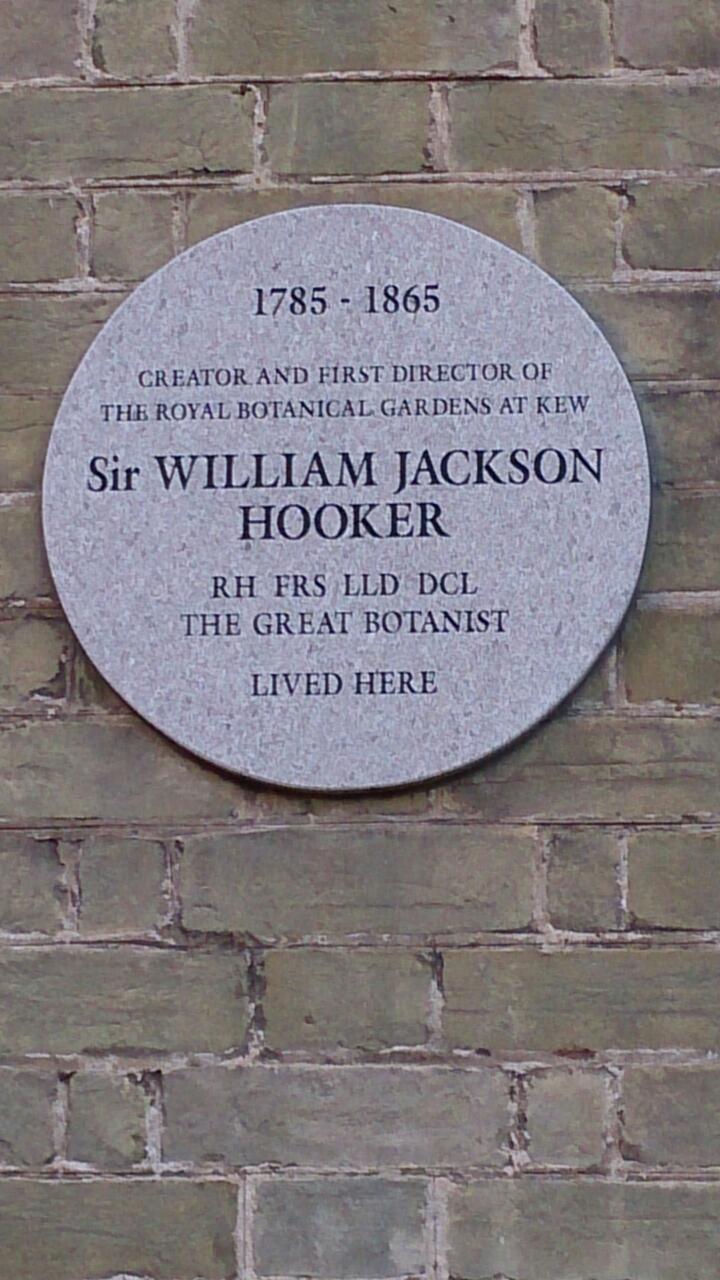 1785 - 1865
CREATOR AND FIRST DIRECTOR OF
THE ROYAL BOTANICAL GARDENS AT KEW
Sir WILLIAM JACKSON
HOOKER
RH FRS LLD DCL
THE GREAT BOTANIST
LIVED HERE